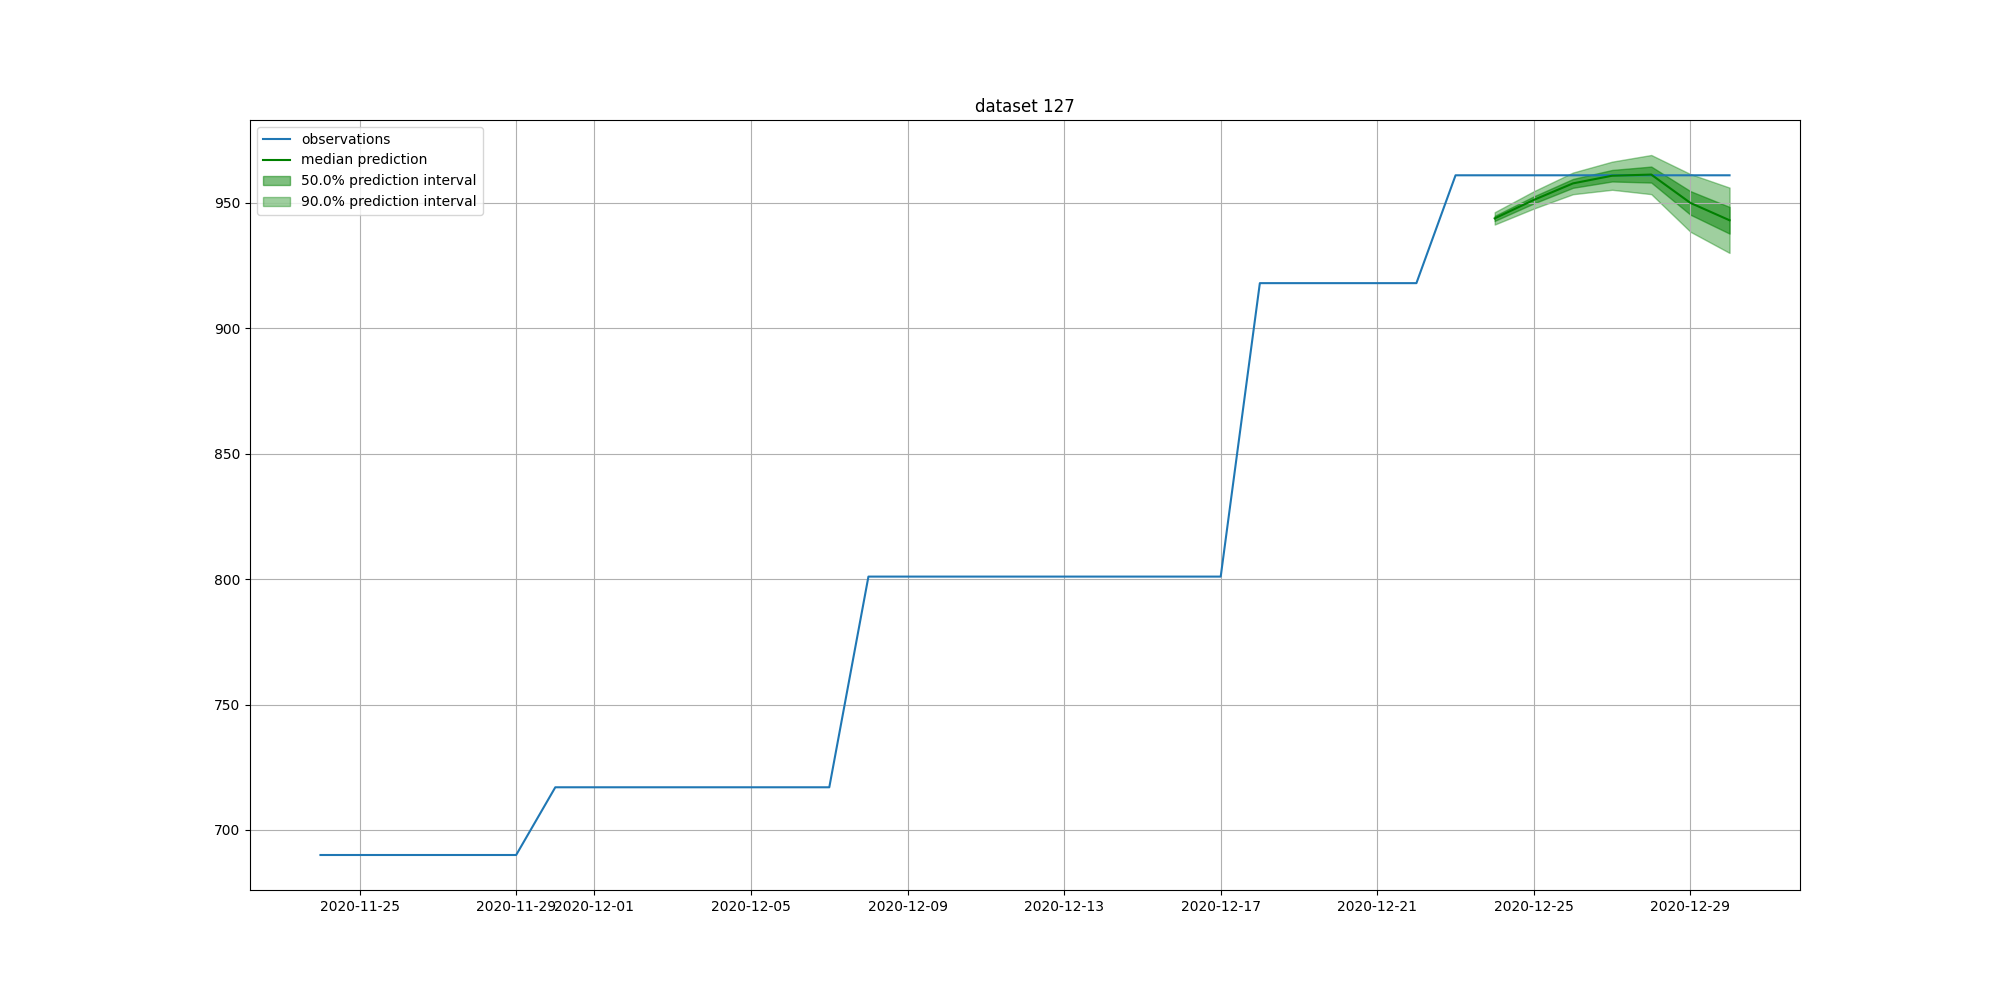 dataset 127
observations
median prediction
50.0% prediction interval
90.0% prediction interval
950
900
850
800
750
700
2020-11-25 2020-11-29 2020-12-01 2020-12-05 2020-12-09 2020-12-13 2020-12-17 2020-12-21 2020-12-25 2020-12-29